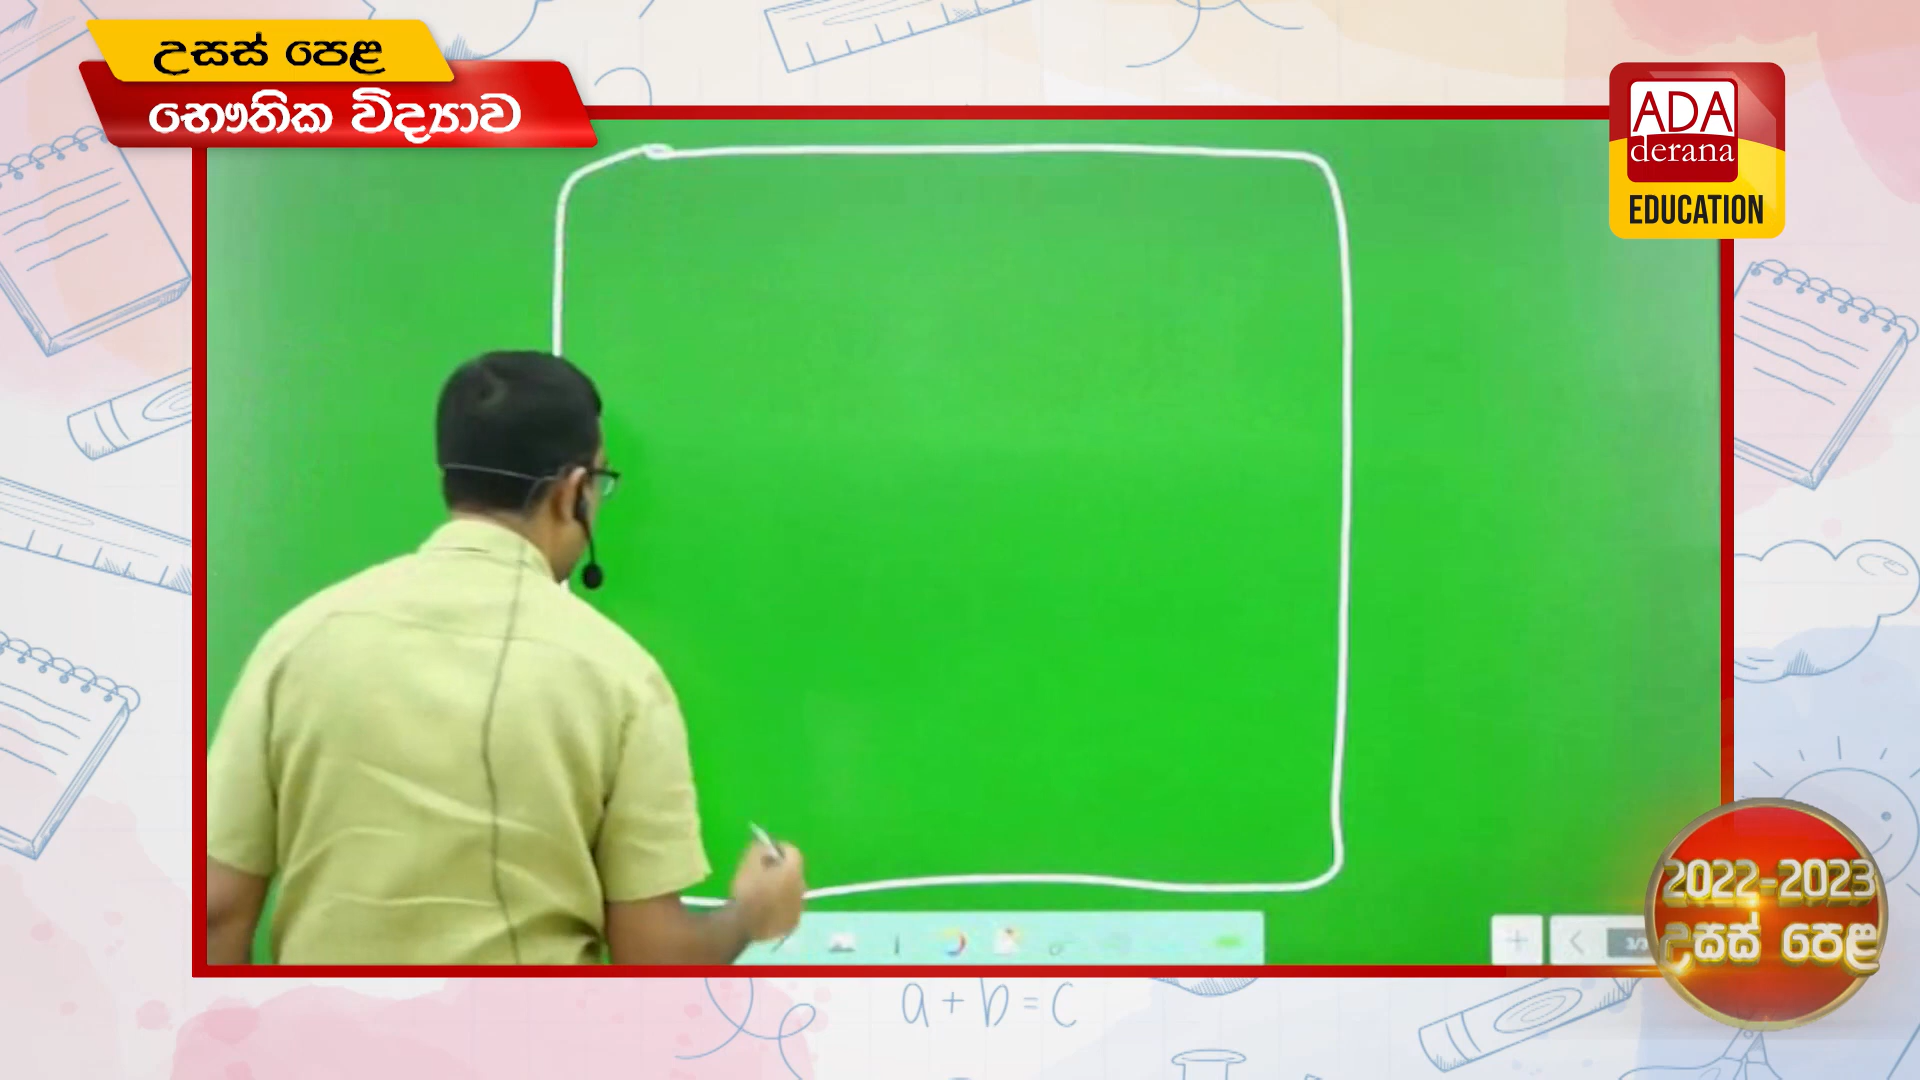 උසස් පෙළ
භෞතික විද්‍යාව
ADA
derana
EDUCATION
2022-2023
උසස් පෙළ
a + b = c